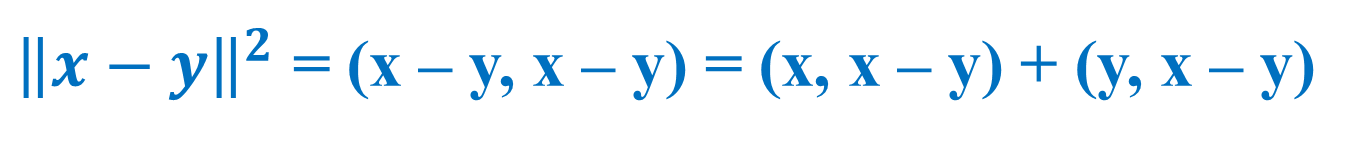 ‖x − y‖² = (x – y, x – y) = (x, x – y) + (y, x – y)